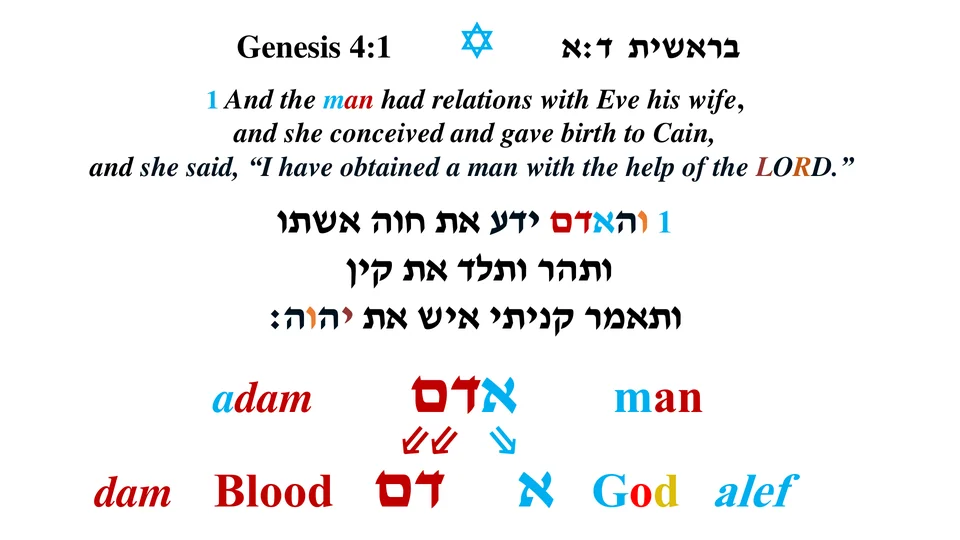 Genesis 4:1 ✡ בראשית ד:א
1 And the man had relations with Eve his wife,
and she conceived and gave birth to Cain,
and she said, “I have obtained a man with the help of the LORD.”
1 והאדם ידע את חוה אשתו
ותהר ותלד את קין
ותאמר קניתי איש את יהוה:
adam אדם man
⇙⇙ ⇘
dam Blood דם א God alef